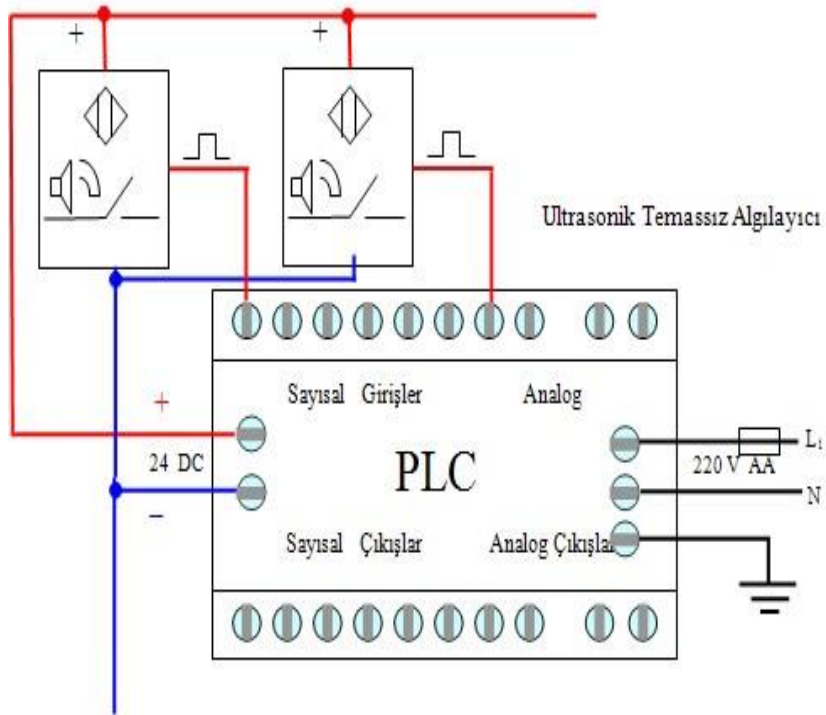 + +
Ultrasonik Temassız Algılayıcı
Sayısal Girişler Analog
+
24 DC
PLC
L₁
220 V AA
N
−
Sayısal Çıkışlar Analog Çıkışlar